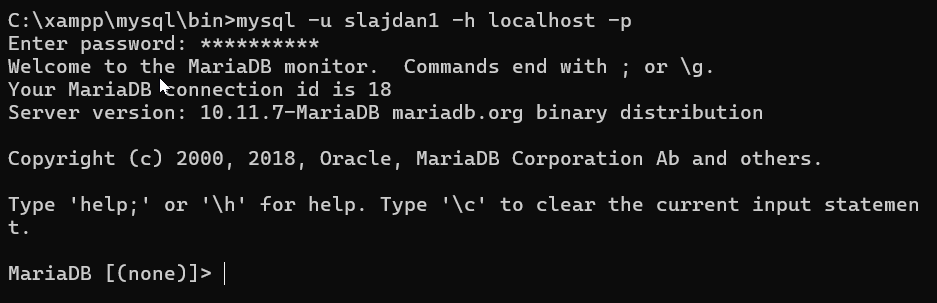 C:\xampp\mysql\bin>mysql -u slajdan1 -h localhost -p
Enter password: **********
Welcome to the MariaDB monitor.  Commands end with ; or \g.
Your MariaDB connection id is 18
Server version: 10.11.7-MariaDB mariadb.org binary distribution

Copyright (c) 2000, 2018, Oracle, MariaDB Corporation Ab and others.

Type 'help;' or '\h' for help. Type '\c' to clear the current input statemen
t.

MariaDB [(none)]>